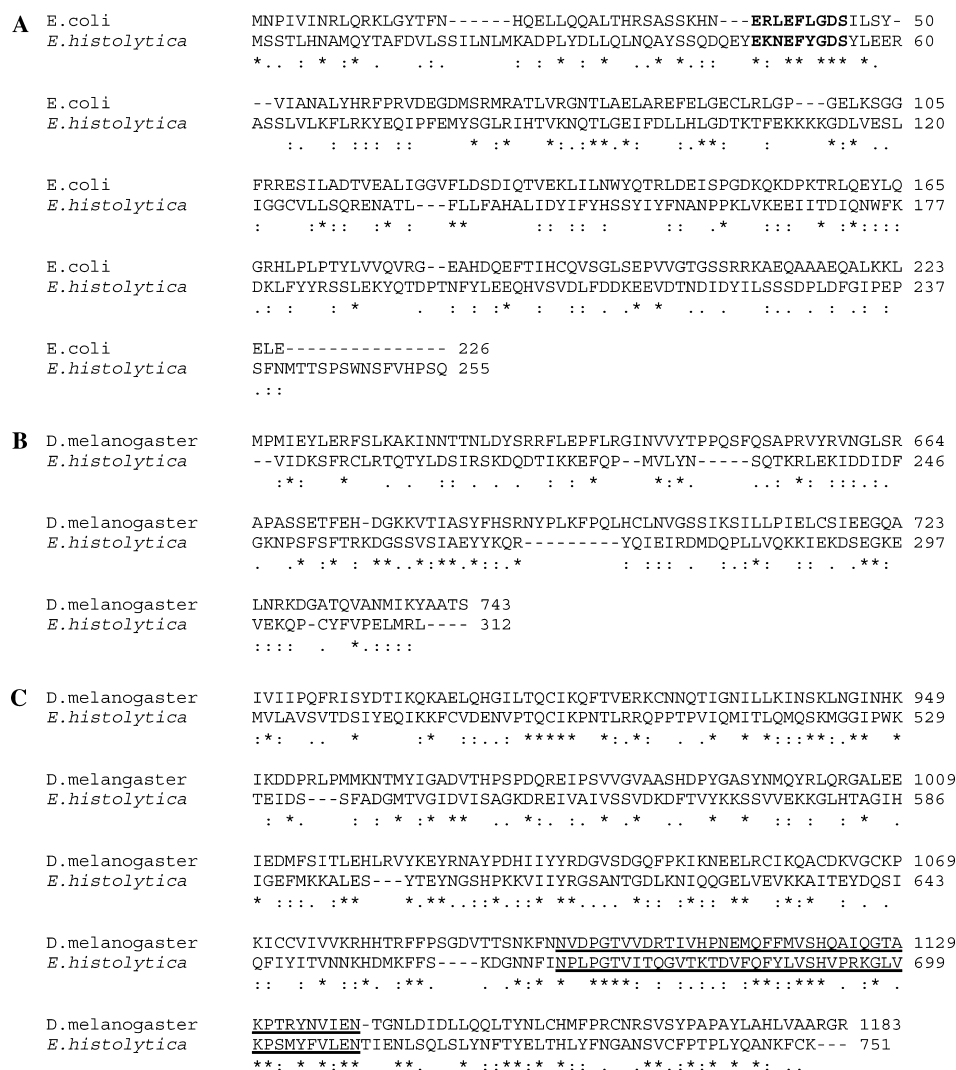 A E.coli MNPIVINRLQRKLGYTFN------HQELLQQALTHRSASSKHN---ERLEFLGDSILSY- 50
E.histolytica MSSTLHNAMQYTAFDVLSSILNLMKADPLYDLLQLNQAYSSQDQEYEKNEFYGDSYLEER 60
*.. : * : . .:. : : * : * ..* : *: ** *** *.
E.coli --VIANALYHRFPRVDEGDMSRMRATLVRGNTLAELAREFELGECLRLGP---GELKSGG 105
E.histolytica ASSLVLKFLRKYEQIPFEMYSGLRIHTVKNQTLGEIFDLLHLGDTKTFEKKKKGDLVESL 120
:. : ::: :: * :* *:.:**:*: :.**: : *:* ..
E.coli FRRESILADTVEALIGGVFLDSDIQTVEKLILNWYQTRLDEISPGDKQKDPKTRLQEYLQ 165
E.histolytica IGGCVLLSQRENATL---FLLFAHALIDYIFYHSSYIYFNANPPKLVKEEIITDIQNWFK 177
: :*:: :* : ** :: :: : : .* ::: * :*::::
E.coli GRHLPLPTYLVVQVRG--EAHDQEFTIHCQVSGLSEPVVGTGSSRRKAEQAAAEQALKKL 223
E.histolytica DKLFYYRSSLEKYQTDPTNFYLEEQHVSVDLFDDKEEVDTNDIDYILSSSDPLDFGIPEP 237
.: : : * . : : :* : : . .* * .. . :.. . : .: :
E.coli ELE--------------- 226
E.histolytica SFNMTTSPSWNSFVHPSQ 255
.::
B D.melanogaster MPMIEYLERFSLKAKINNTTNLDYSRRFLEPFLRGINVVYTPPQSFQSAPRVYRVNGLSR 664
E.histolytica --VIDKSFRCLRTQTYLDSIRSKDQDTIKKEFQP--MVLYN-----SQTKRLEKIDDIDF 246
:*: * . .: : . . : : * *:*. ..: *: :::.:.
D.melanogaster APASSETFEH-DGKKVTIASYFHSRNYPLKFPQLHCLNVGSSIKSILLPIELCSIEEGQA 723
E.histolytica GKNPSFSFTRKDGSSVSIAEYYKQR---------YQIEIRDMDQPLLVQKKIEKDSEGKE 297
. .* :* : **..*:**.*::.* : ::: . :.:*: :: . .**:
D.melanogaster LNRKDGATQVANMIKYAATS 743
E.histolytica VEKQP-CYFVPELMRL---- 312
:::: . *.::::
C D.melanogaster IVIIPQFRISYDTIKQKAELQHGILTQCIKQFTVERKCNNQTIGNILLKINSKLNGINHK 949
E.histolytica MVLAVSVTDSIYEQIKKFCVDENVPTQCIKPNTLRRQPPTPVIQMITLQMQSKMGGIPWK 529
:*: .. * :* ::.: ***** *:.*: . .* * *:::**:.** *
D.melangaster IKDDPRLPMMKNTMYIGADVTHPSPDQREIPSVVGVAASHDPYGASYNMQYRLQRGALEE 1009
E.histolytica TEIDS---SFADGMTVGIDVISAGKDREIVAIVSSVDKDFTVYKKSSVVEKKGLHTAGIH 586
: *. : : * :* ** .. *:. :. * .* .. * * :: : : * .
D.melanogaster IEDMFSITLEHLRVYKEYRNAYPDHIIYYRDGVSDGQFPKIKNEELRCIKQACDKVGCKP 1069
E.histolytica IGEFMKKALES---YTEYNGSHPKKVIIYRGSANTGDLKNIQQGELVEVKKAITEYDQSI 643
* ::. :** *.**..:*.::* **.... *:: :*:: ** :*:* : . .
D.melanogaster KICCVIVVKRHHTRFFPSGDVTTSNKFNNVDPGTVVDRTIVHPNEMQFFMVSHQAIQGTA 1129
E.histolytica QFIYITVNNKHDMKFFS----KDGNNFINPLPGTVITQGVTKTDVFQFYLVSHVPRKGLV 699
:: : * ::*. :**. . .*:* * ****: : :.:.: :**::*** . :* .
D.melanogaster KPTRYNVIEN-TGNLDIDLLQQLTYNLCHMFPRCNRSVSYPAPAYLAHLVAARGR 1183
E.histolytica KPSMYFVLENTIENLSQLSLYNFTYELTHLYFNGANSVCFPTPLYQANKFCK--- 751
**: * *:** **. * ::**:* *:: . .**.:*:* * *: ..